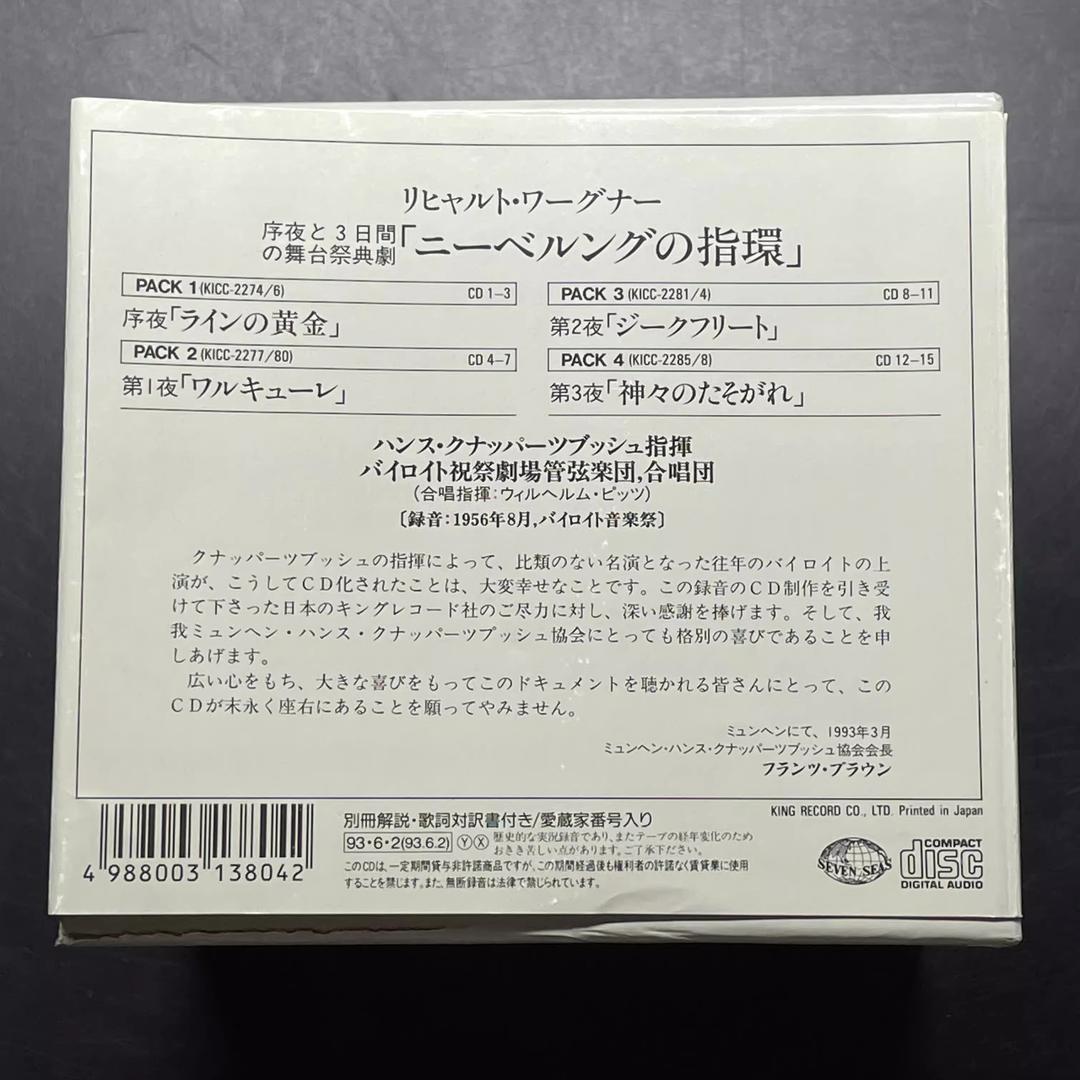 リヒャルト・ワーグナー
序夜と3日間
の舞台祭典劇
「ニーベルングの指環」
PACK 1 (KICC-2274/6) CD 1–3
序夜「ラインの黄金」
PACK 2 (KICC-2277/80) CD 4–7
第1夜「ワルキューレ」
PACK 3 (KICC-2281/4) CD 8–11
第2夜「ジークフリート」
PACK 4 (KICC-2285/8) CD 12–15
第3夜「神々のたそがれ」
ハンス・クナッパーツブッシュ指揮
バイロイト祝祭劇場管弦楽団,合唱団
(合唱指揮:ウィルヘルム・ピッツ)
〔録音:1956年8月,バイロイト音楽祭〕
クナッパーツブッシュの指揮によって、比類のない名演となった往年のバイロイトの上
演が、こうしてCD化されたことは、大変幸せなことです。この録音のCD制作を引き受
けて下さった日本のキングレコード社のご尽力に対し、深い感謝を捧げます。そして、我
我ミュンヘン・ハンス・クナッパーツブッシュ協会にとっても格別の喜びであることを申
しあげます。
広い心をもち、大きな喜びをもってこのドキュメントを聴かれる皆さんにとって、この
CDが末永く座右にあることを願ってやみません。
ミュンヘンにて、1993年3月
ミュンヘン・ハンス・クナッパーツブッシュ協会会長
フランツ・ブラウン
KING RECORD CO., LTD. Printed in Japan
4 988003 138042
別冊解説・歌詞対訳書付き/愛蔵家番号入り
93・6・2(93.6.2) Ⓨ Ⓧ
歴史的な実況録音であり、またテープの経年変化のため
おきき苦しい点があります。ご了承下さい。
このCDは、一定期間貸与非許諾商品ですが、この期間経過後も権利者の許諾なく賃貸業に使用
することを禁じます。また、無断録音は法律で禁じられています。
SEVEN SEAS
COMPACT
disc
DIGITAL AUDIO